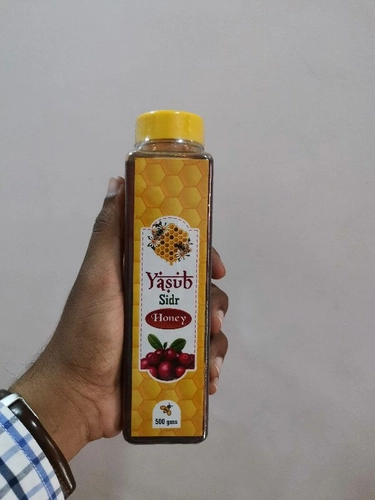 Yasub
Sidr
Honey
500 gms